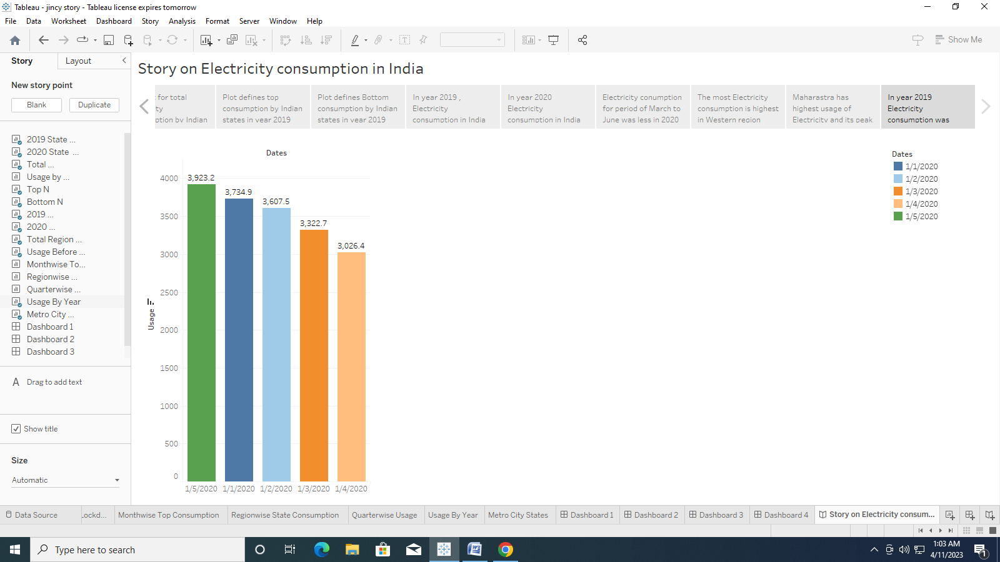 Tableau - jincy story - Tableau license expires tomorrow
File Data Worksheet Dashboard Story Analysis Format Server Window Help
Show Me
Story Layout
New story point
Blank Duplicate
2019 State ...
2020 State ...
Total ...
Usage by ...
Top N
Bottom N
2019 ...
2020 ...
Total Region ...
Usage Before ...
Monthwise To...
Regionwise ...
Quarterwise ...
Usage By Year
Metro City ...
Dashboard 1
Dashboard 2
Dashboard 3
A Drag to add text
Show title
Size
Automatic
Story on Electricity consumption in India
for total
ty
ption by Indian
Plot defines top
consumption by Indian
states in year 2019
Plot defines Bottom
consumption by Indian
states in year 2019
In year 2019 ,
Electricity
consumption in India
In year 2020
Electricity
consumption in India
Electricity conumption
for period of March to
June was less in 2020
The most Electricity
consumption is highest
in Western region
Maharastra has
highest usage of
Electricity and its peak
In year 2019
Electricity
consumption was
Dates
4000
3500
3000
2500
2000
1500
1000
500
0
Usage
3,923.2
3,734.9
3,607.5
3,322.7
3,026.4
1/5/2020 1/1/2020 1/2/2020 1/3/2020 1/4/2020
Dates
1/1/2020
1/2/2020
1/3/2020
1/4/2020
1/5/2020
Data Source .ockd... Monthwise Top Consumption Regionwise State Consumption Quarterwise Usage Usage By Year Metro City States Dashboard 1 Dashboard 2 Dashboard 3 Dashboard 4 Story on Electricity consum...
Type here to search
1:03 AM
4/11/2023
1